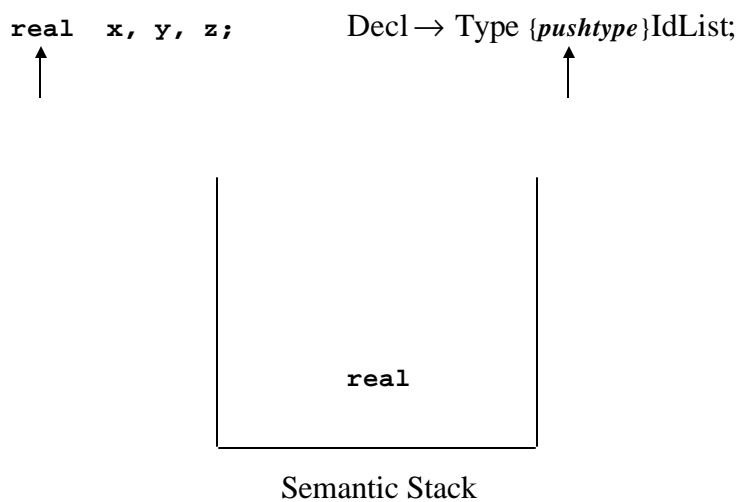 real x, y, z; Decl → Type {pushtype}IdList;
real
Semantic Stack